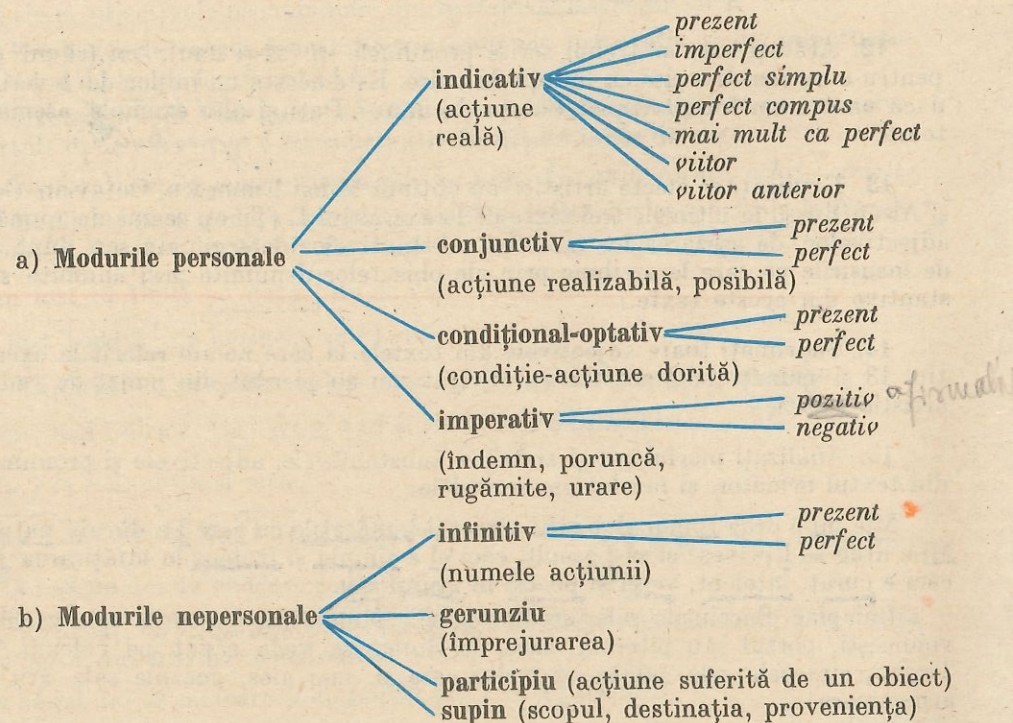 prezent
imperfect
indicativ
perfect simplu
(acțiune
perfect compus
reală)
mai mult ca perfect
viitor
viitor anterior
a) Modurile personale
conjunctiv
prezent
perfect
(acțiune realizabilă, posibilă)
condițional-optativ
prezent
perfect
(condiție-acțiune dorită)
imperativ
pozitiv
negativ
(îndemn, poruncă,
rugămite, urare)
b) Modurile nepersonale
infinitiv
prezent
perfect
(numele acțiunii)
gerunziu
(împrejurarea)
participiu (acțiune suferită de un obiect)
supin (scopul, destinația, proveniența)